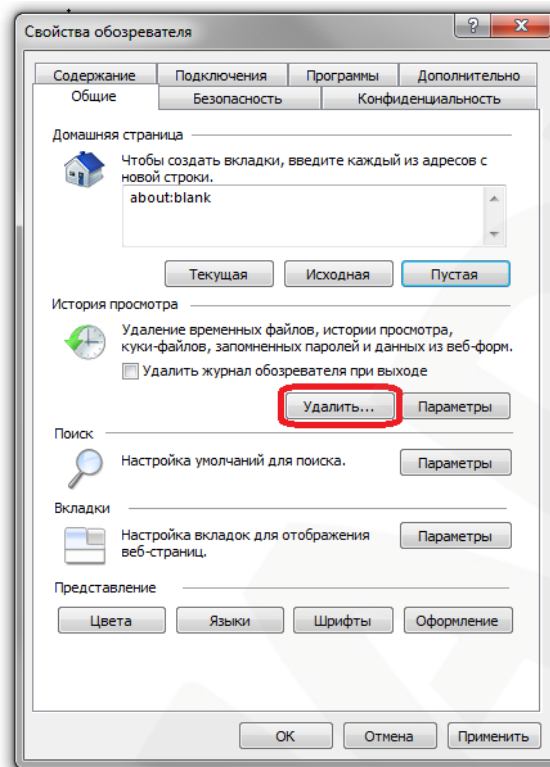 Свойства обозревателя
?
Содержание Подключения Программы Дополнительно
Общие Безопасность Конфиденциальность
Домашняя страница
Чтобы создать вкладки, введите каждый из адресов с
новой строки.
about:blank
Текущая Исходная Пустая
История просмотра
Удаление временных файлов, истории просмотра,
куки-файлов, запомненных паролей и данных из веб-форм.
Удалить журнал обозревателя при выходе
Удалить... Параметры
Поиск
Настройка умолчаний для поиска. Параметры
Вкладки
Настройка вкладок для отображения
веб-страниц.
Параметры
Представление
Цвета Языки Шрифты Оформление
ОК Отмена Применить